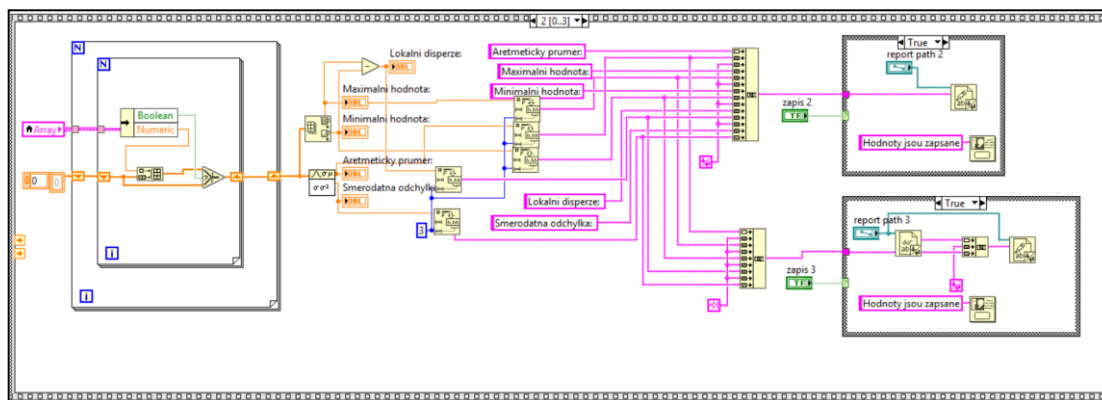 2 [0..3]
N
N
Array
Boolean
Numeric
0
0
i
i
Lokalni disperze:
DBL
Maximalni hodnota:
DBL
Minimalni hodnota:
DBL
Aretmeticky prumer:
DBL
Smerodatna odchylka:
DBL
3
Aretmeticky prumer:
Maximalni hodnota:
Minimalni hodnota:
Lokalni disperze:
Smerodatna odchylka:
zapis 2
TF
True
report path 2
Hodnoty jsou zapsane
zapis 3
TF
True
report path 3
Hodnoty jsou zapsane